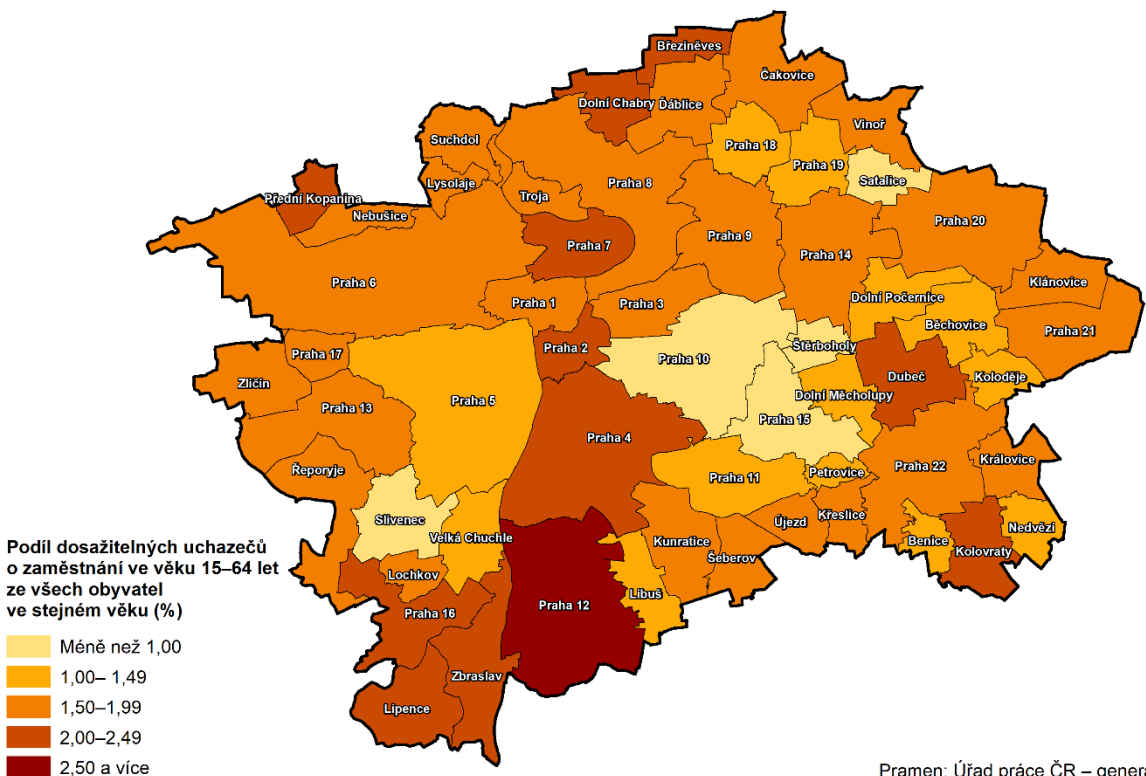 Březiněves
Čakovice
Dolní Chabry
Ďáblice
Vinoř
Suchdol
Praha 18
Praha 19
Satalice
Lysolaje
Praha 8
Přední Kopanina
Troja
Nebušice
Praha 20
Praha 9
Praha 7
Praha 14
Praha 6
Klánovice
Dolní Počernice
Praha 1
Praha 3
Běchovice
Praha 21
Štěrboholy
Praha 2
Praha 17
Praha 10
Dubeč
Koloděje
Zličín
Dolní Měcholupy
Praha 5
Praha 13
Praha 15
Praha 4
Královice
Praha 22
Řeporyje
Petrovice
Praha 11
Slivenec
Křeslice
Újezd
Nedvězí
Velká Chuchle
Benice
Kunratice
Kolovraty
Šeberov
Lochkov
Libuš
Praha 12
Praha 16
Zbraslav
Lipence
Podíl dosažitelných uchazečů
o zaměstnání ve věku 15–64 let
ze všech obyvatel
ve stejném věku (%)
Méně než 1,00
1,00– 1,49
1,50–1,99
2,00–2,49
2,50 a více
Pramen: Úřad práce ČR – genera